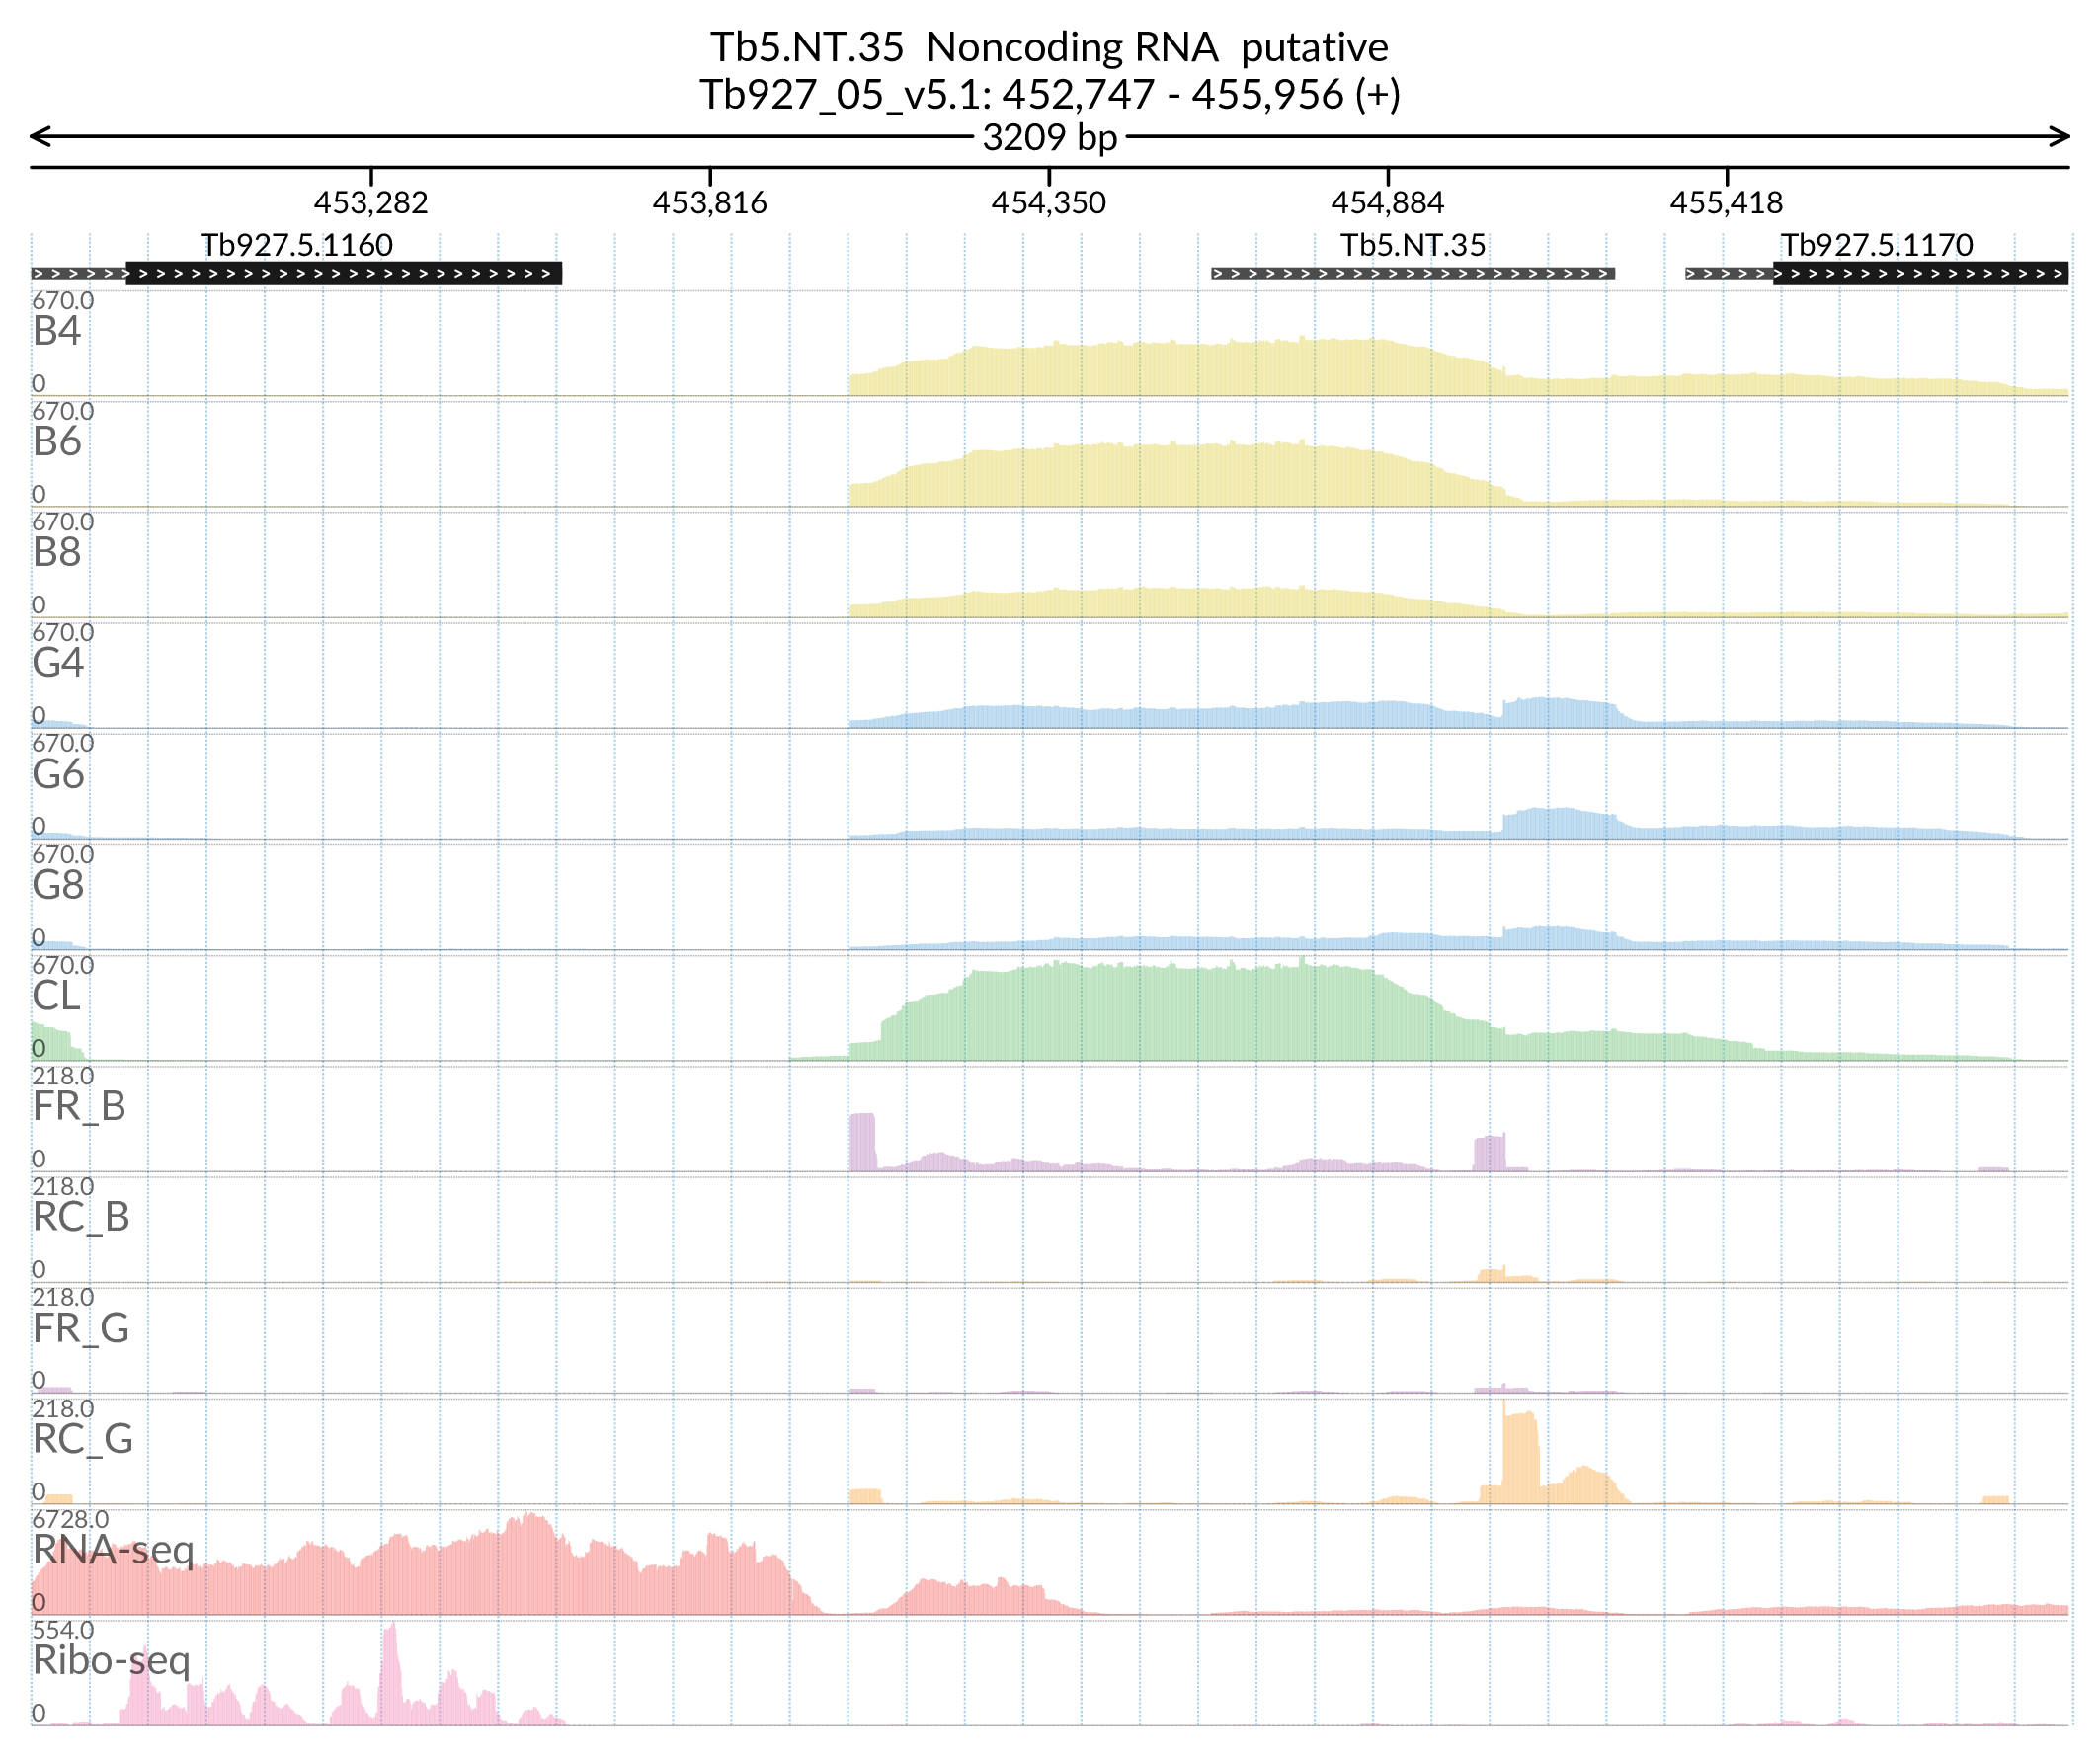 Tb5.NT.35 Noncoding RNA putative
Tb927_05_v5.1: 452,747 - 455,956 (+)
3209 bp
453,282 453,816 454,350 454,884 455,418
Tb927.5.1160 Tb5.NT.35 Tb927.5.1170
670.0
B4
0
670.0
B6
0
670.0
B8
0
670.0
G4
0
670.0
G6
0
670.0
G8
0
670.0
CL
0
218.0
FR_B
0
218.0
RC_B
0
218.0
FR_G
0
218.0
RC_G
0
6728.0
RNA-seq
0
554.0
Ribo-seq
0